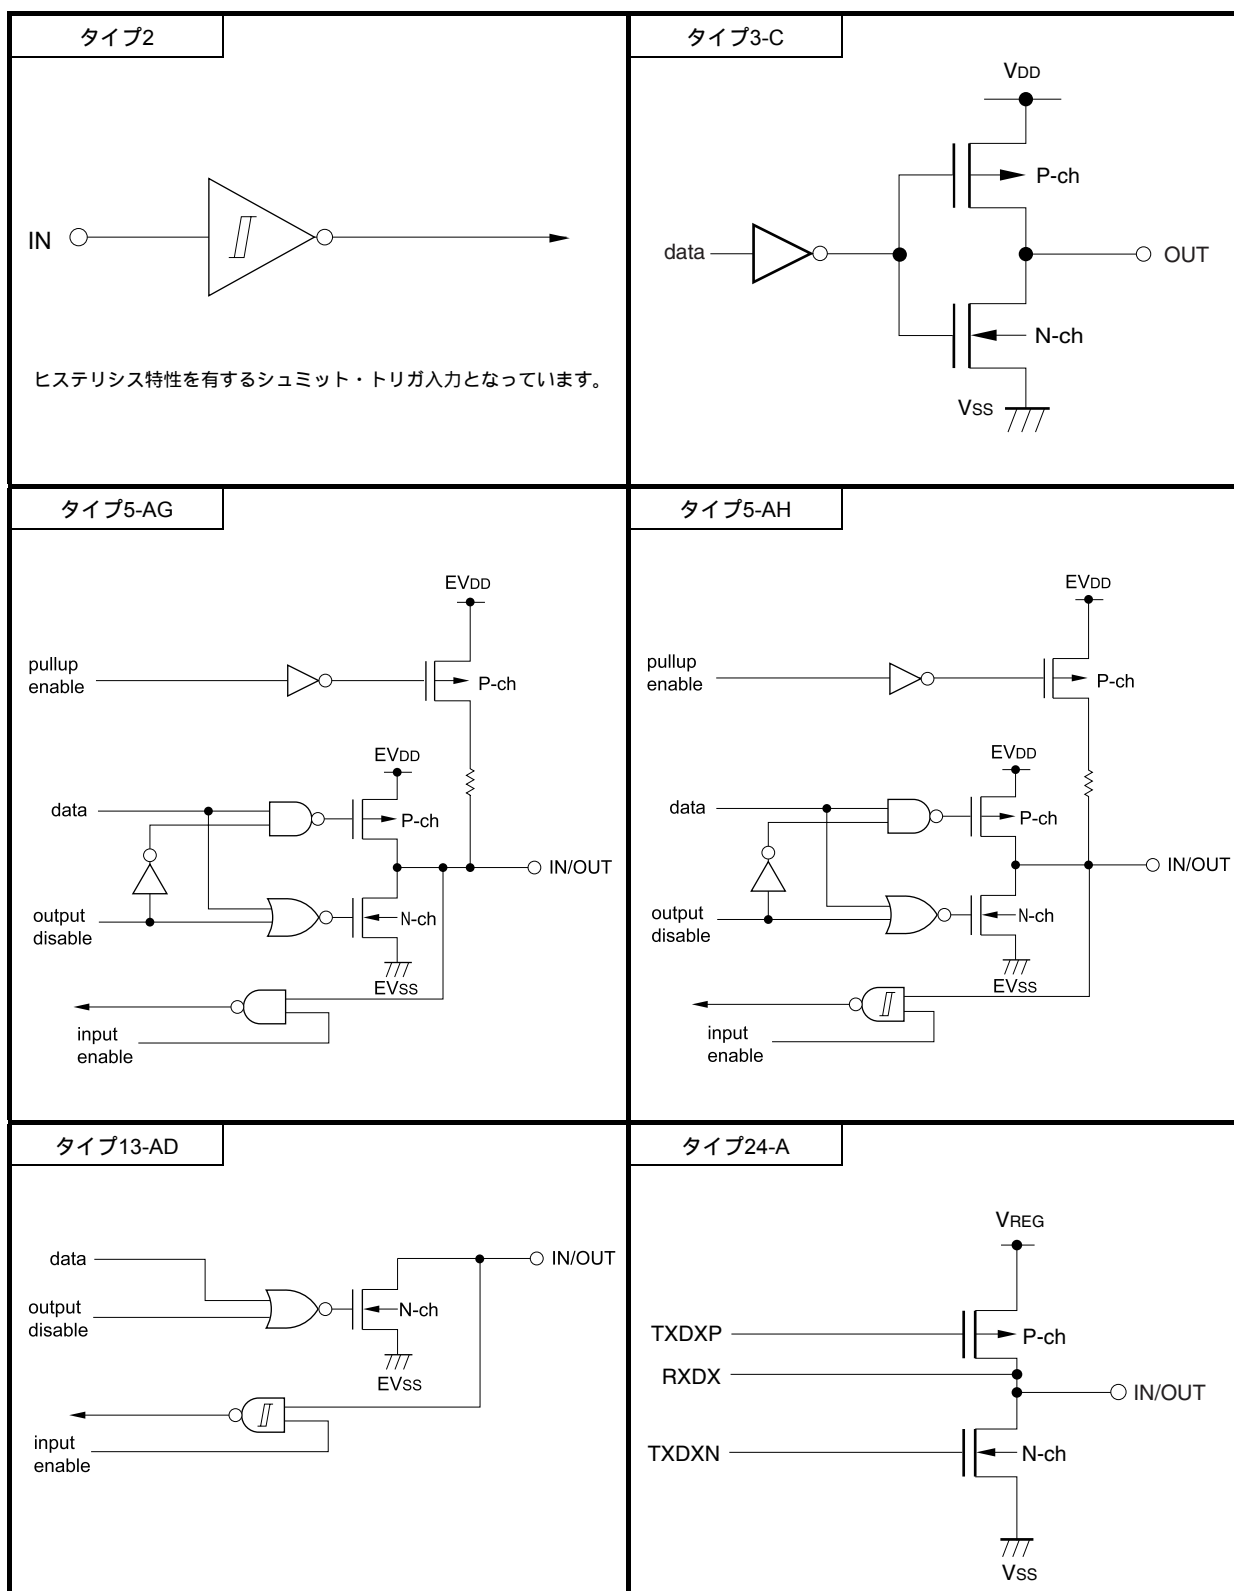 タイプ2
IN
ヒステリシス特性を有するシュミット・トリガ入力となっています。
タイプ3-C
VDD
P-ch
data
OUT
N-ch
VSS
タイプ5-AG
EVDD
pullup
enable
P-ch
EVDD
data
P-ch
IN/OUT
output
disable
N-ch
EVSS
input
enable
タイプ5-AH
EVDD
pullup
enable
P-ch
EVDD
data
P-ch
IN/OUT
output
disable
N-ch
EVSS
input
enable
タイプ13-AD
data
IN/OUT
output
disable
N-ch
EVSS
input
enable
タイプ24-A
VREG
TXDXP
P-ch
RXDX
IN/OUT
TXDXN
N-ch
VSS